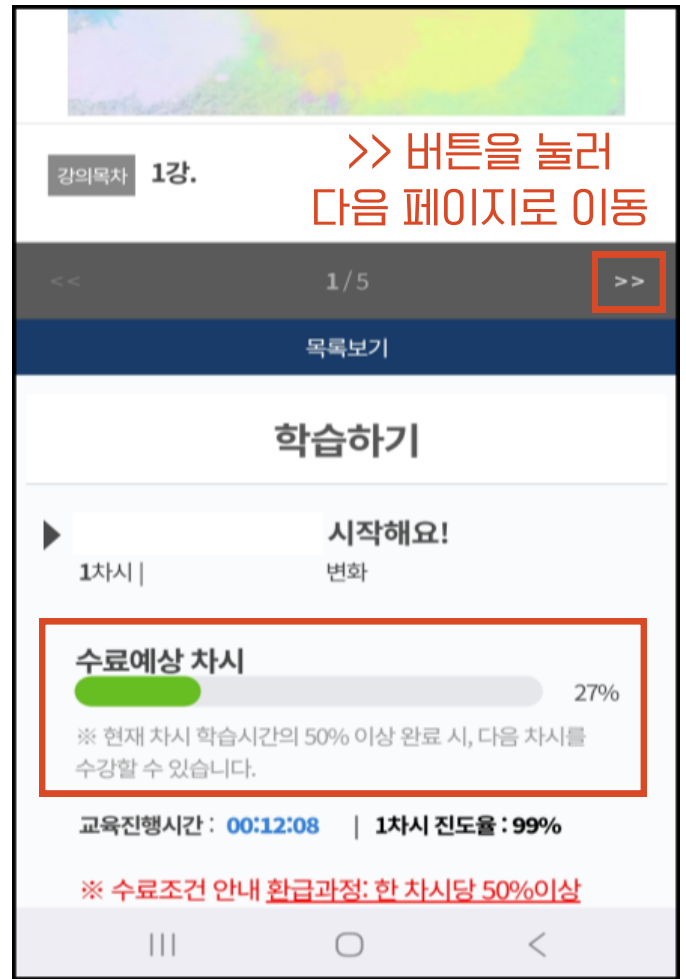 >> 버튼을 눌러
다음 페이지로 이동
강의목차 1강.
<< 1/5 >>
목록보기
학습하기
시작해요!
1차시 | 변화
수료예상 차시
27%
※ 현재 차시 학습시간의 50% 이상 완료 시, 다음 차시를
수강할 수 있습니다.
교육진행시간 : 00:12:08 | 1차시 진도율 : 99%
※ 수료조건 안내 환급과정: 한 차시당 50%이상